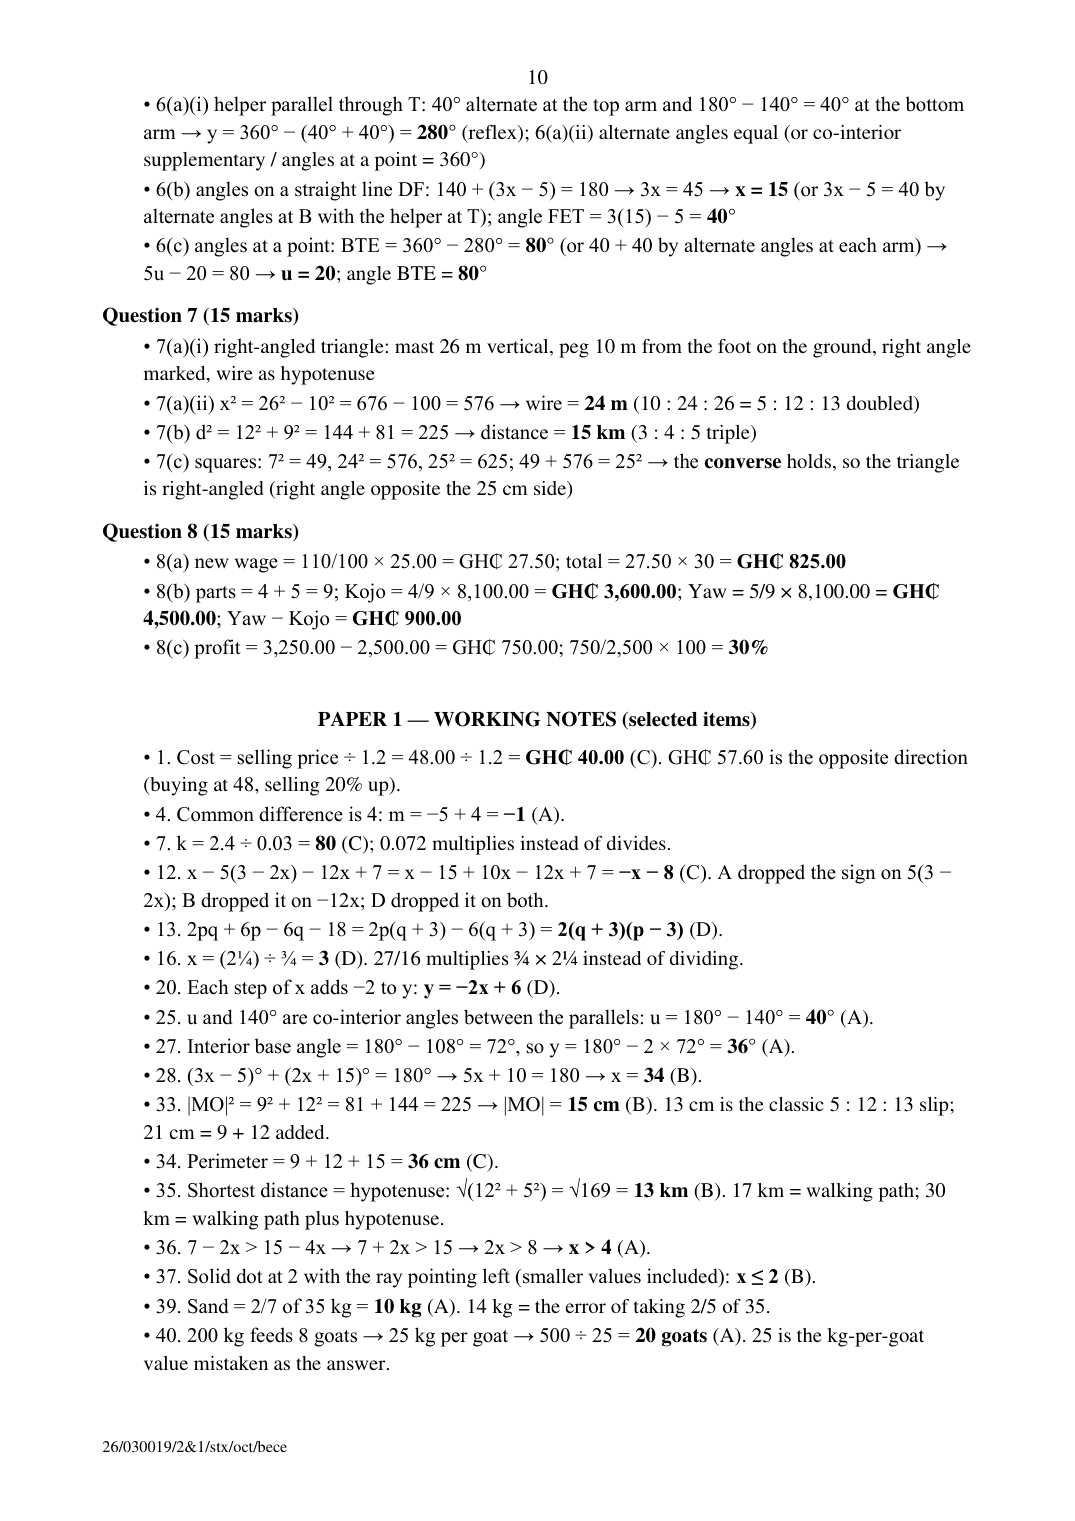 10
• 6(a)(i) helper parallel through T: 40° alternate at the top arm and 180° − 140° = 40° at the bottom
arm → y = 360° − (40° + 40°) = 280° (reflex); 6(a)(ii) alternate angles equal (or co-interior
supplementary / angles at a point = 360°)
• 6(b) angles on a straight line DF: 140 + (3x − 5) = 180 → 3x = 45 → x = 15 (or 3x − 5 = 40 by
alternate angles at B with the helper at T); angle FET = 3(15) − 5 = 40°
• 6(c) angles at a point: BTE = 360° − 280° = 80° (or 40 + 40 by alternate angles at each arm) →
5u − 20 = 80 → u = 20; angle BTE = 80°
Question 7 (15 marks)
• 7(a)(i) right-angled triangle: mast 26 m vertical, peg 10 m from the foot on the ground, right angle
marked, wire as hypotenuse
• 7(a)(ii) x² = 26² − 10² = 676 − 100 = 576 → wire = 24 m (10 : 24 : 26 = 5 : 12 : 13 doubled)
• 7(b) d² = 12² + 9² = 144 + 81 = 225 → distance = 15 km (3 : 4 : 5 triple)
• 7(c) squares: 7² = 49, 24² = 576, 25² = 625; 49 + 576 = 25² → the converse holds, so the triangle
is right-angled (right angle opposite the 25 cm side)
Question 8 (15 marks)
• 8(a) new wage = 110/100 × 25.00 = GH₵ 27.50; total = 27.50 × 30 = GH₵ 825.00
• 8(b) parts = 4 + 5 = 9; Kojo = 4/9 × 8,100.00 = GH₵ 3,600.00; Yaw = 5/9 × 8,100.00 = GH₵
4,500.00; Yaw − Kojo = GH₵ 900.00
• 8(c) profit = 3,250.00 − 2,500.00 = GH₵ 750.00; 750/2,500 × 100 = 30%
PAPER 1 — WORKING NOTES (selected items)
• 1. Cost = selling price ÷ 1.2 = 48.00 ÷ 1.2 = GH₵ 40.00 (C). GH₵ 57.60 is the opposite direction
(buying at 48, selling 20% up).
• 4. Common difference is 4: m = −5 + 4 = −1 (A).
• 7. k = 2.4 ÷ 0.03 = 80 (C); 0.072 multiplies instead of divides.
• 12. x − 5(3 − 2x) − 12x + 7 = x − 15 + 10x − 12x + 7 = −x − 8 (C). A dropped the sign on 5(3 −
2x); B dropped it on −12x; D dropped it on both.
• 13. 2pq + 6p − 6q − 18 = 2p(q + 3) − 6(q + 3) = 2(q + 3)(p − 3) (D).
• 16. x = (2¼) ÷ ¾ = 3 (D). 27/16 multiplies ¾ × 2¼ instead of dividing.
• 20. Each step of x adds −2 to y: y = −2x + 6 (D).
• 25. u and 140° are co-interior angles between the parallels: u = 180° − 140° = 40° (A).
• 27. Interior base angle = 180° − 108° = 72°, so y = 180° − 2 × 72° = 36° (A).
• 28. (3x − 5)° + (2x + 15)° = 180° → 5x + 10 = 180 → x = 34 (B).
• 33. |MO|² = 9² + 12² = 81 + 144 = 225 → |MO| = 15 cm (B). 13 cm is the classic 5 : 12 : 13 slip;
21 cm = 9 + 12 added.
• 34. Perimeter = 9 + 12 + 15 = 36 cm (C).
• 35. Shortest distance = hypotenuse: √(12² + 5²) = √169 = 13 km (B). 17 km = walking path; 30
km = walking path plus hypotenuse.
• 36. 7 − 2x > 15 − 4x → 7 + 2x > 15 → 2x > 8 → x > 4 (A).
• 37. Solid dot at 2 with the ray pointing left (smaller values included): x ≤ 2 (B).
• 39. Sand = 2/7 of 35 kg = 10 kg (A). 14 kg = the error of taking 2/5 of 35.
• 40. 200 kg feeds 8 goats → 25 kg per goat → 500 ÷ 25 = 20 goats (A). 25 is the kg-per-goat
value mistaken as the answer.
26/030019/2&1/stx/oct/bece